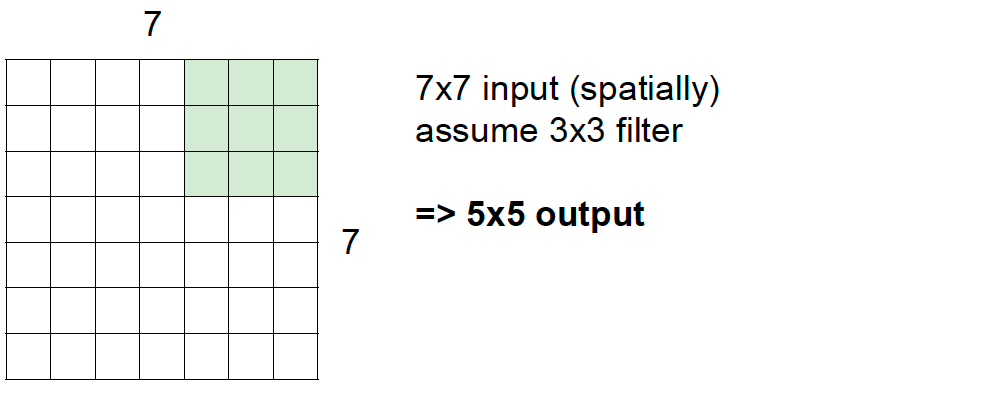 7
7x7 input (spatially)
assume 3x3 filter
=> 5x5 output
7